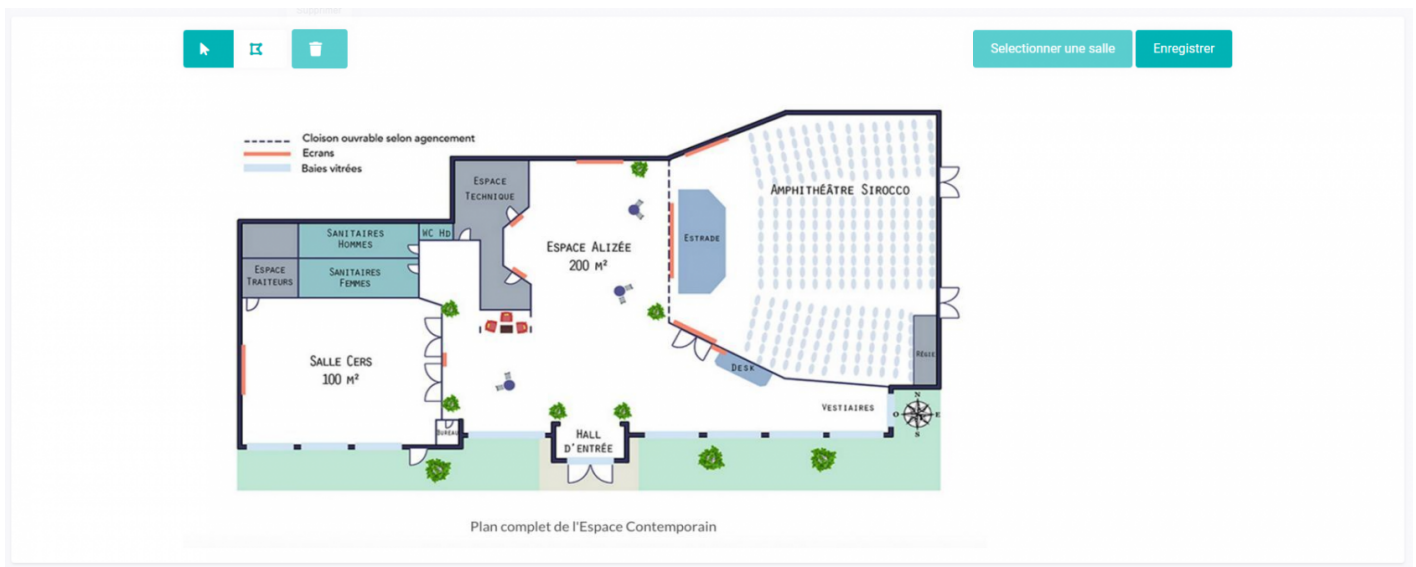 Selectionner une salle
Enregistrer
Cloison ouvrable selon agencement
Ecrans
Baies vitrées
ESPACE
TECHNIQUE
AMPHITHÉÂTRE SIROCCO
SANITAIRES
HOMMES
WC HD
ESPACE ALIZÉE
200 M²
ESTRADE
ESPACE
TRAITEURS
SANITAIRES
FEMMES
SALLE CERS
100 M²
RÉGIE
DESK
VESTIAIRES
N
O
E
S
BUREAU
HALL
D'ENTRÉE
Plan complet de l'Espace Contemporain